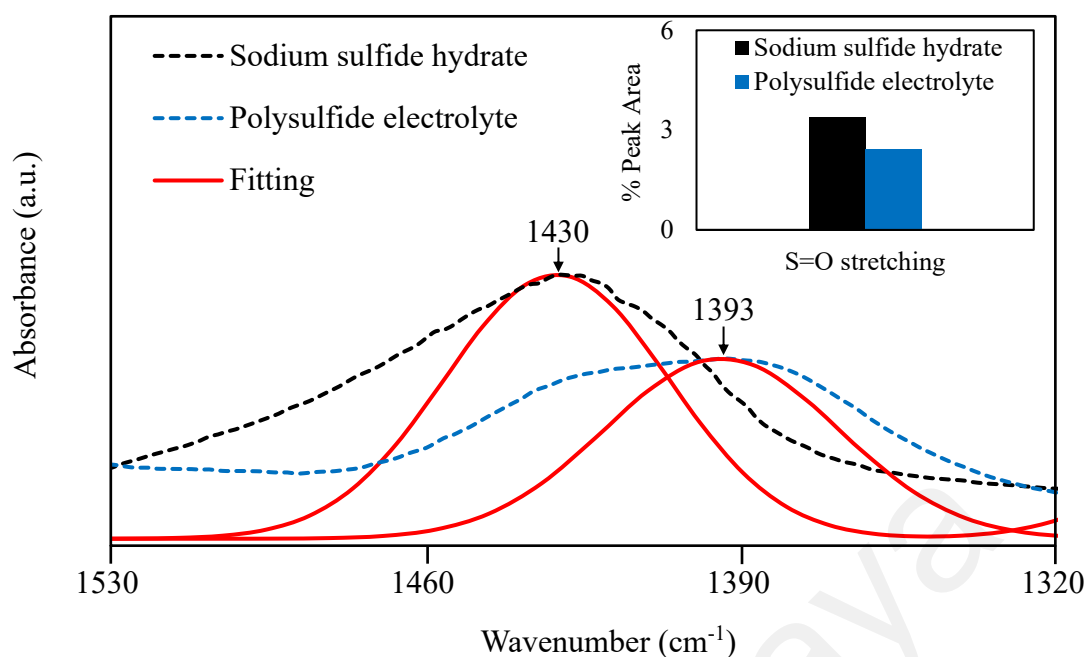 Sodium sulfide hydrate
Polysulfide electrolyte
Fitting
6
3
0
% Peak Area
Sodium sulfide hydrate
Polysulfide electrolyte
S=O stretching
1430
1393
Absorbance (a.u.)
1530
1460
1390
1320
Wavenumber (cm⁻¹)
aya